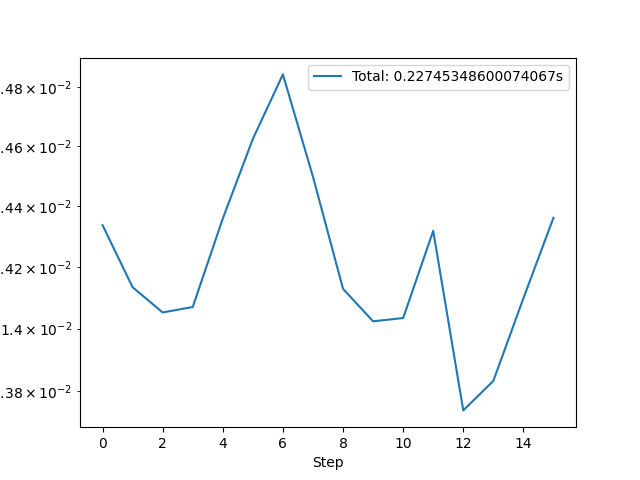 Total: 0.22745348600074067s
.48 × 10⁻²
.46 × 10⁻²
.44 × 10⁻²
.42 × 10⁻²
1.4 × 10⁻²
.38 × 10⁻²
0 2 4 6 8 10 12 14
Step